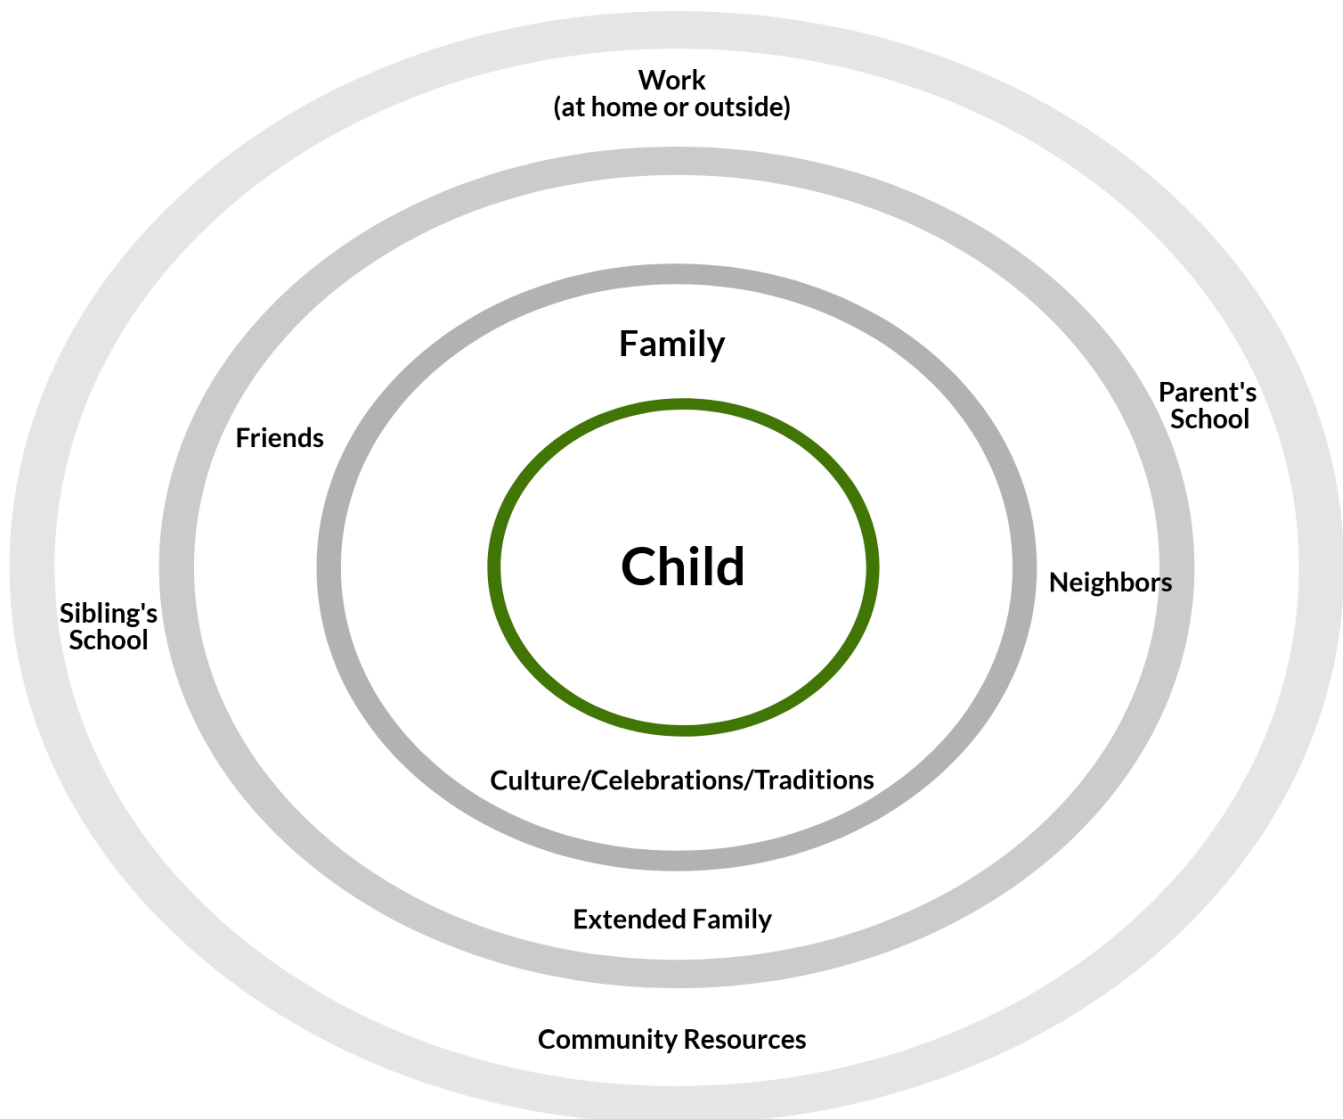 Work
(at home or outside)
Family
Parent's
School
Friends
Child
Neighbors
Sibling's
School
Culture/Celebrations/Traditions
Extended Family
Community Resources